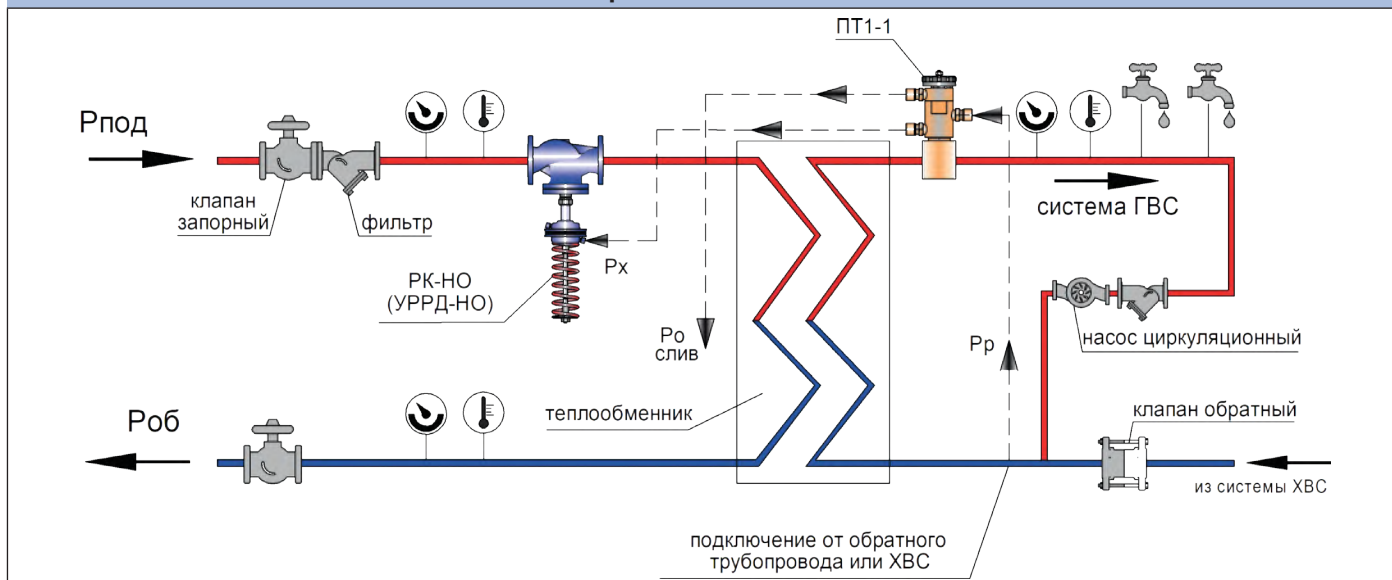 ПТ1-1
Рпод
клапан
запорный
фильтр
РК-НО
(УРРД-НО)
Рх
Ро
слив
система ГВС
Рр
насос циркуляционный
теплообменник
клапан обратный
Роб
из системы ХВС
подключение от обратного
трубопровода или ХВС